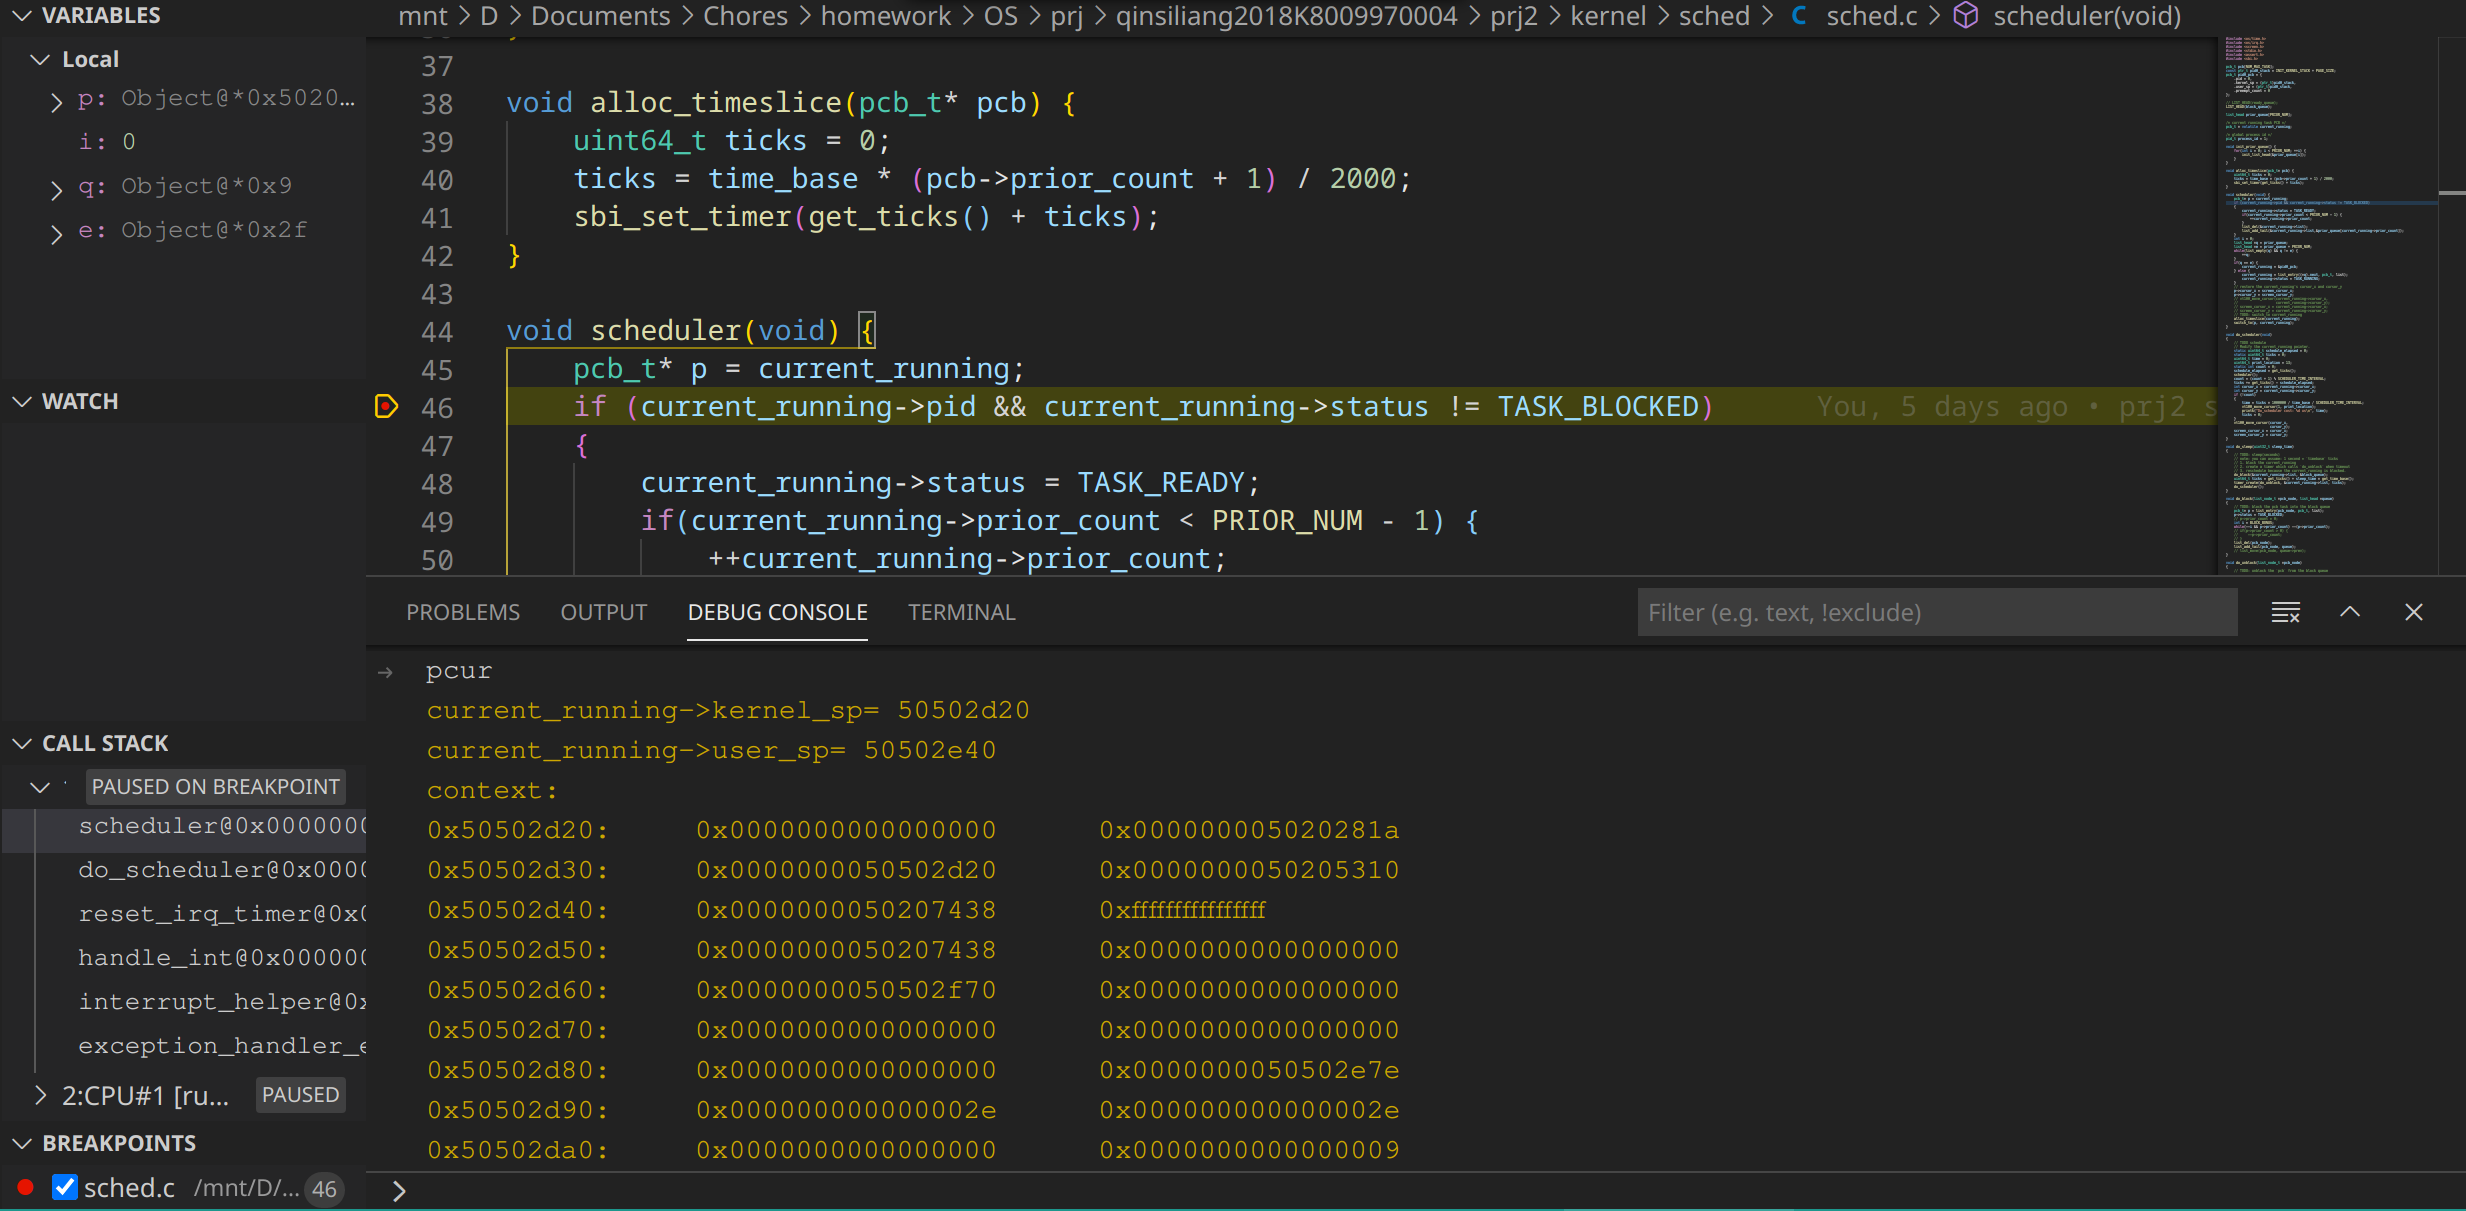 VARIABLES
Local
p: Object@*0x5020…
i: 0
q: Object@*0x9
e: Object@*0x2f
WATCH
CALL STACK
PAUSED ON BREAKPOINT
scheduler@0x0000000
do_scheduler@0x0000
reset_irq_timer@0x0
handle_int@0x000000
interrupt_helper@0x
exception_handler_e
2:CPU#1 [ru... PAUSED
BREAKPOINTS
sched.c /mnt/D/... 46
mnt > D > Documents > Chores > homework > OS > prj > qinsiliang2018K8009970004 > prj2 > kernel > sched > C sched.c > scheduler(void)
37
38 void alloc_timeslice(pcb_t* pcb) {
39 uint64_t ticks = 0;
40 ticks = time_base * (pcb->prior_count + 1) / 2000;
41 sbi_set_timer(get_ticks() + ticks);
42 }
43
44 void scheduler(void) {
45 pcb_t* p = current_running;
46 if (current_running->pid && current_running->status != TASK_BLOCKED) You, 5 days ago • prj2 s
47 {
48 current_running->status = TASK_READY;
49 if(current_running->prior_count < PRIOR_NUM - 1) {
50 ++current_running->prior_count;
PROBLEMS OUTPUT DEBUG CONSOLE TERMINAL Filter (e.g. text, !exclude)
→ pcur
current_running->kernel_sp= 50502d20
current_running->user_sp= 50502e40
context:
0x50502d20: 0x0000000000000000 0x000000005020281a
0x50502d30: 0x0000000050502d20 0x0000000050205310
0x50502d40: 0x0000000050207438 0xffffffffffffffff
0x50502d50: 0x0000000050207438 0x0000000000000000
0x50502d60: 0x0000000050502f70 0x0000000000000000
0x50502d70: 0x0000000000000000 0x0000000000000000
0x50502d80: 0x0000000000000000 0x0000000050502e7e
0x50502d90: 0x000000000000002e 0x000000000000002e
0x50502da0: 0x0000000000000000 0x0000000000000009
>